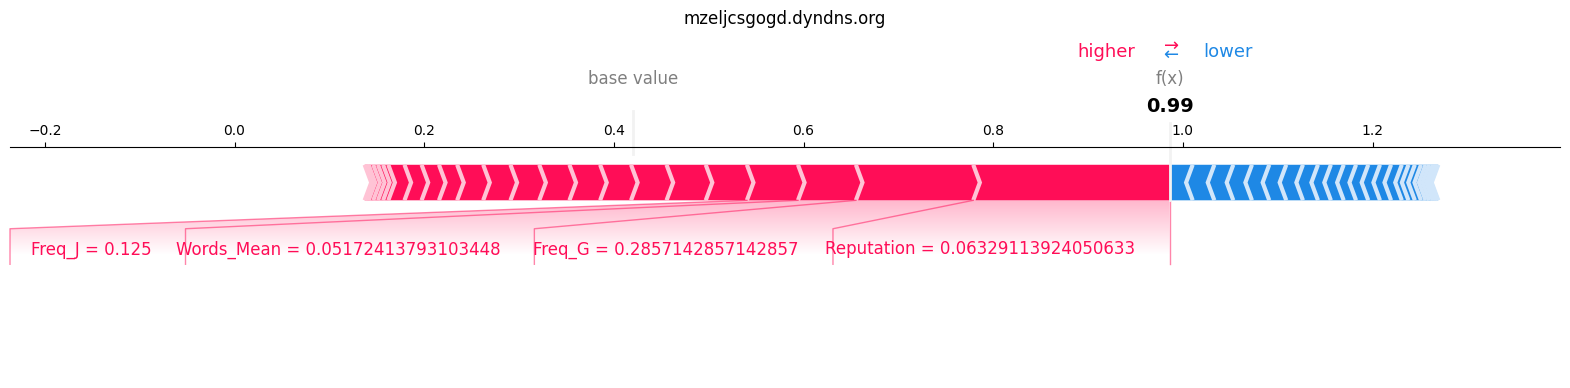 mzeljcsgogd.dyndns.org
higher ⇄ lower
base value f(x)
0.99
−0.2 0.0 0.2 0.4 0.6 0.8 1.0 1.2
Freq_J = 0.125 Words_Mean = 0.05172413793103448 Freq_G = 0.2857142857142857 Reputation = 0.06329113924050633